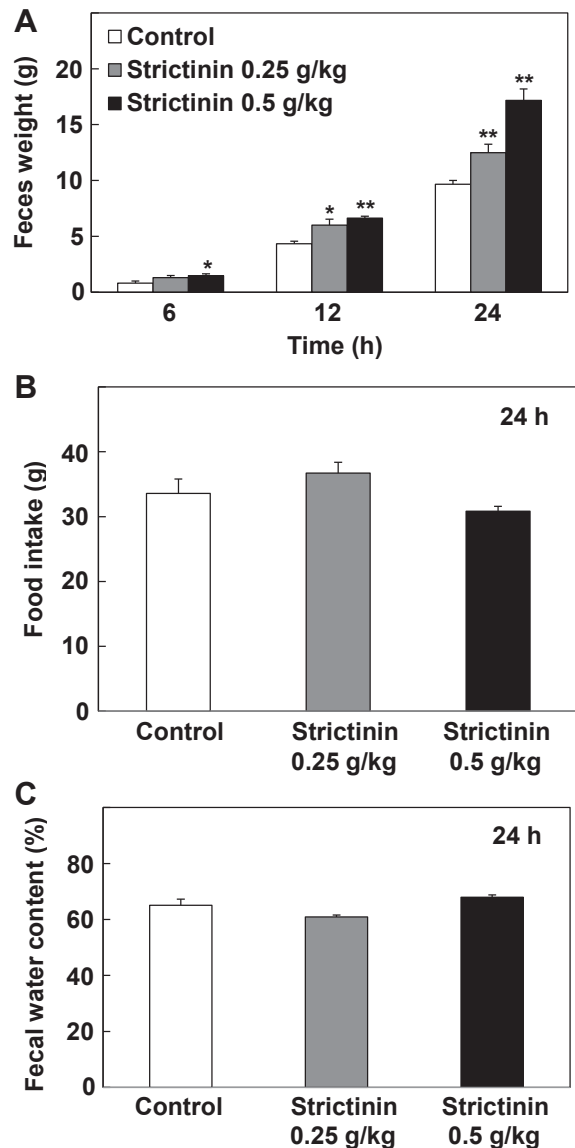 A
Control
Strictinin 0.25 g/kg
Strictinin 0.5 g/kg
Feces weight (g)
20
15
10
5
0
*
*
**
**
**
6
12
24
Time (h)
B
24 h
Food intake (g)
40
30
20
10
0
Control
Strictinin
0.25 g/kg
Strictinin
0.5 g/kg
C
24 h
Fecal water content (%)
80
60
40
20
0
Control
Strictinin
0.25 g/kg
Strictinin
0.5 g/kg